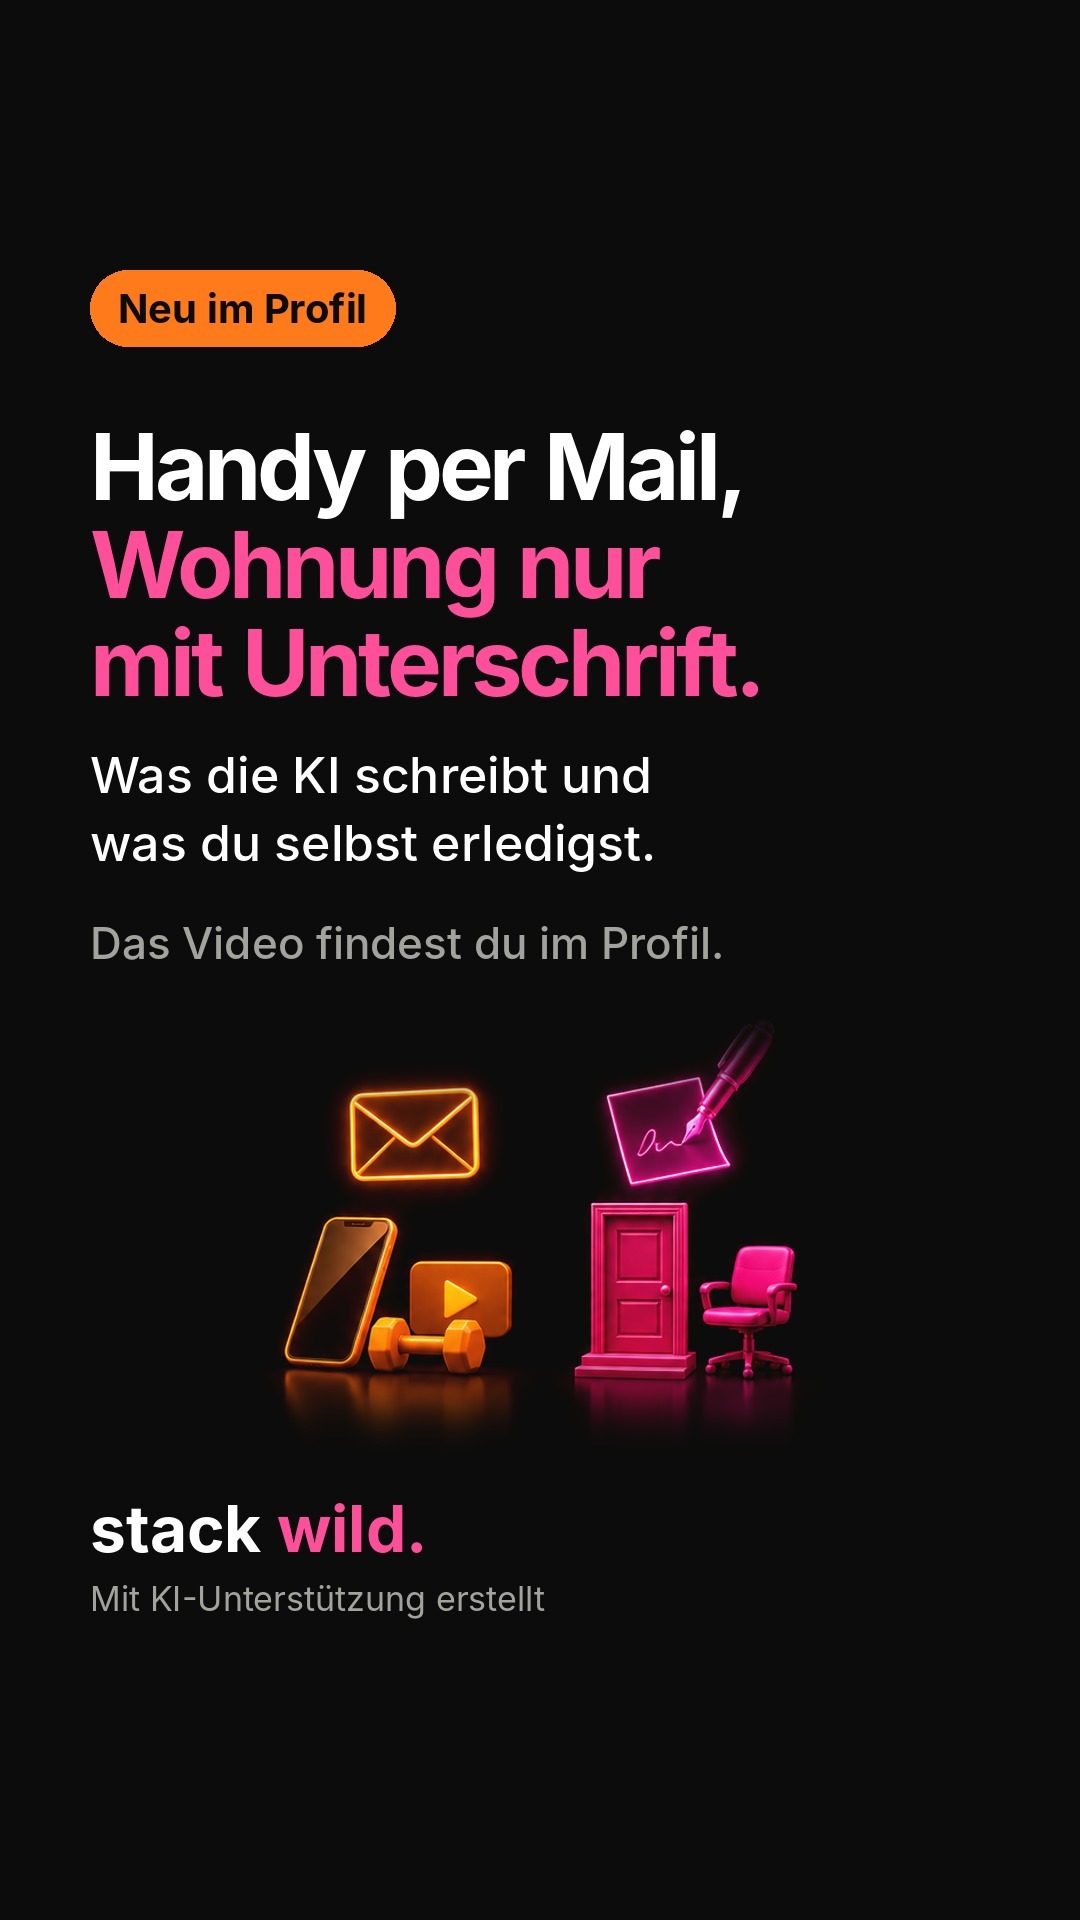 Neu im Profil
Handy per Mail,
Wohnung nur
mit Unterschrift.
Was die KI schreibt und
was du selbst erledigst.
Das Video findest du im Profil.
stack wild.
Mit KI-Unterstützung erstellt